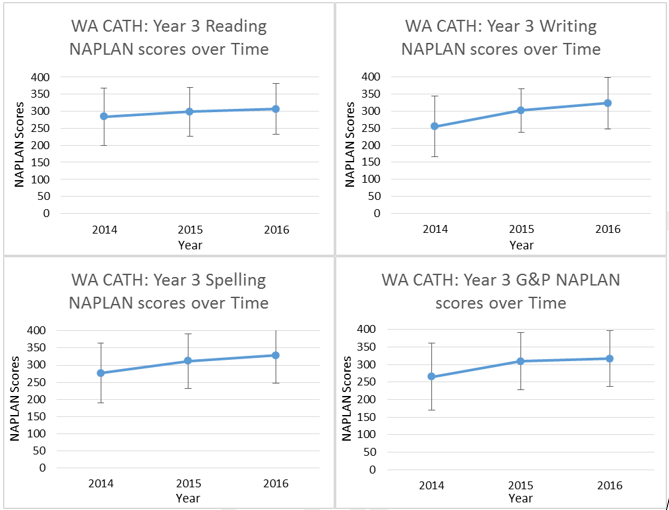 WA CATH: Year 3 Reading
NAPLAN scores over Time
NAPLAN Scores
400
350
300
250
200
150
100
50
0
2014 2015 2016
Year
WA CATH: Year 3 Writing
NAPLAN scores over Time
NAPLAN Scores
400
350
300
250
200
150
100
50
0
2014 2015 2016
Year
WA CATH: Year 3 Spelling
NAPLAN scores over Time
NAPLAN Scores
400
350
300
250
200
150
100
50
0
2014 2015 2016
Year
WA CATH: Year 3 G&P NAPLAN
scores over Time
NAPLAN Scores
400
350
300
250
200
150
100
50
0
2014 2015 2016
Year